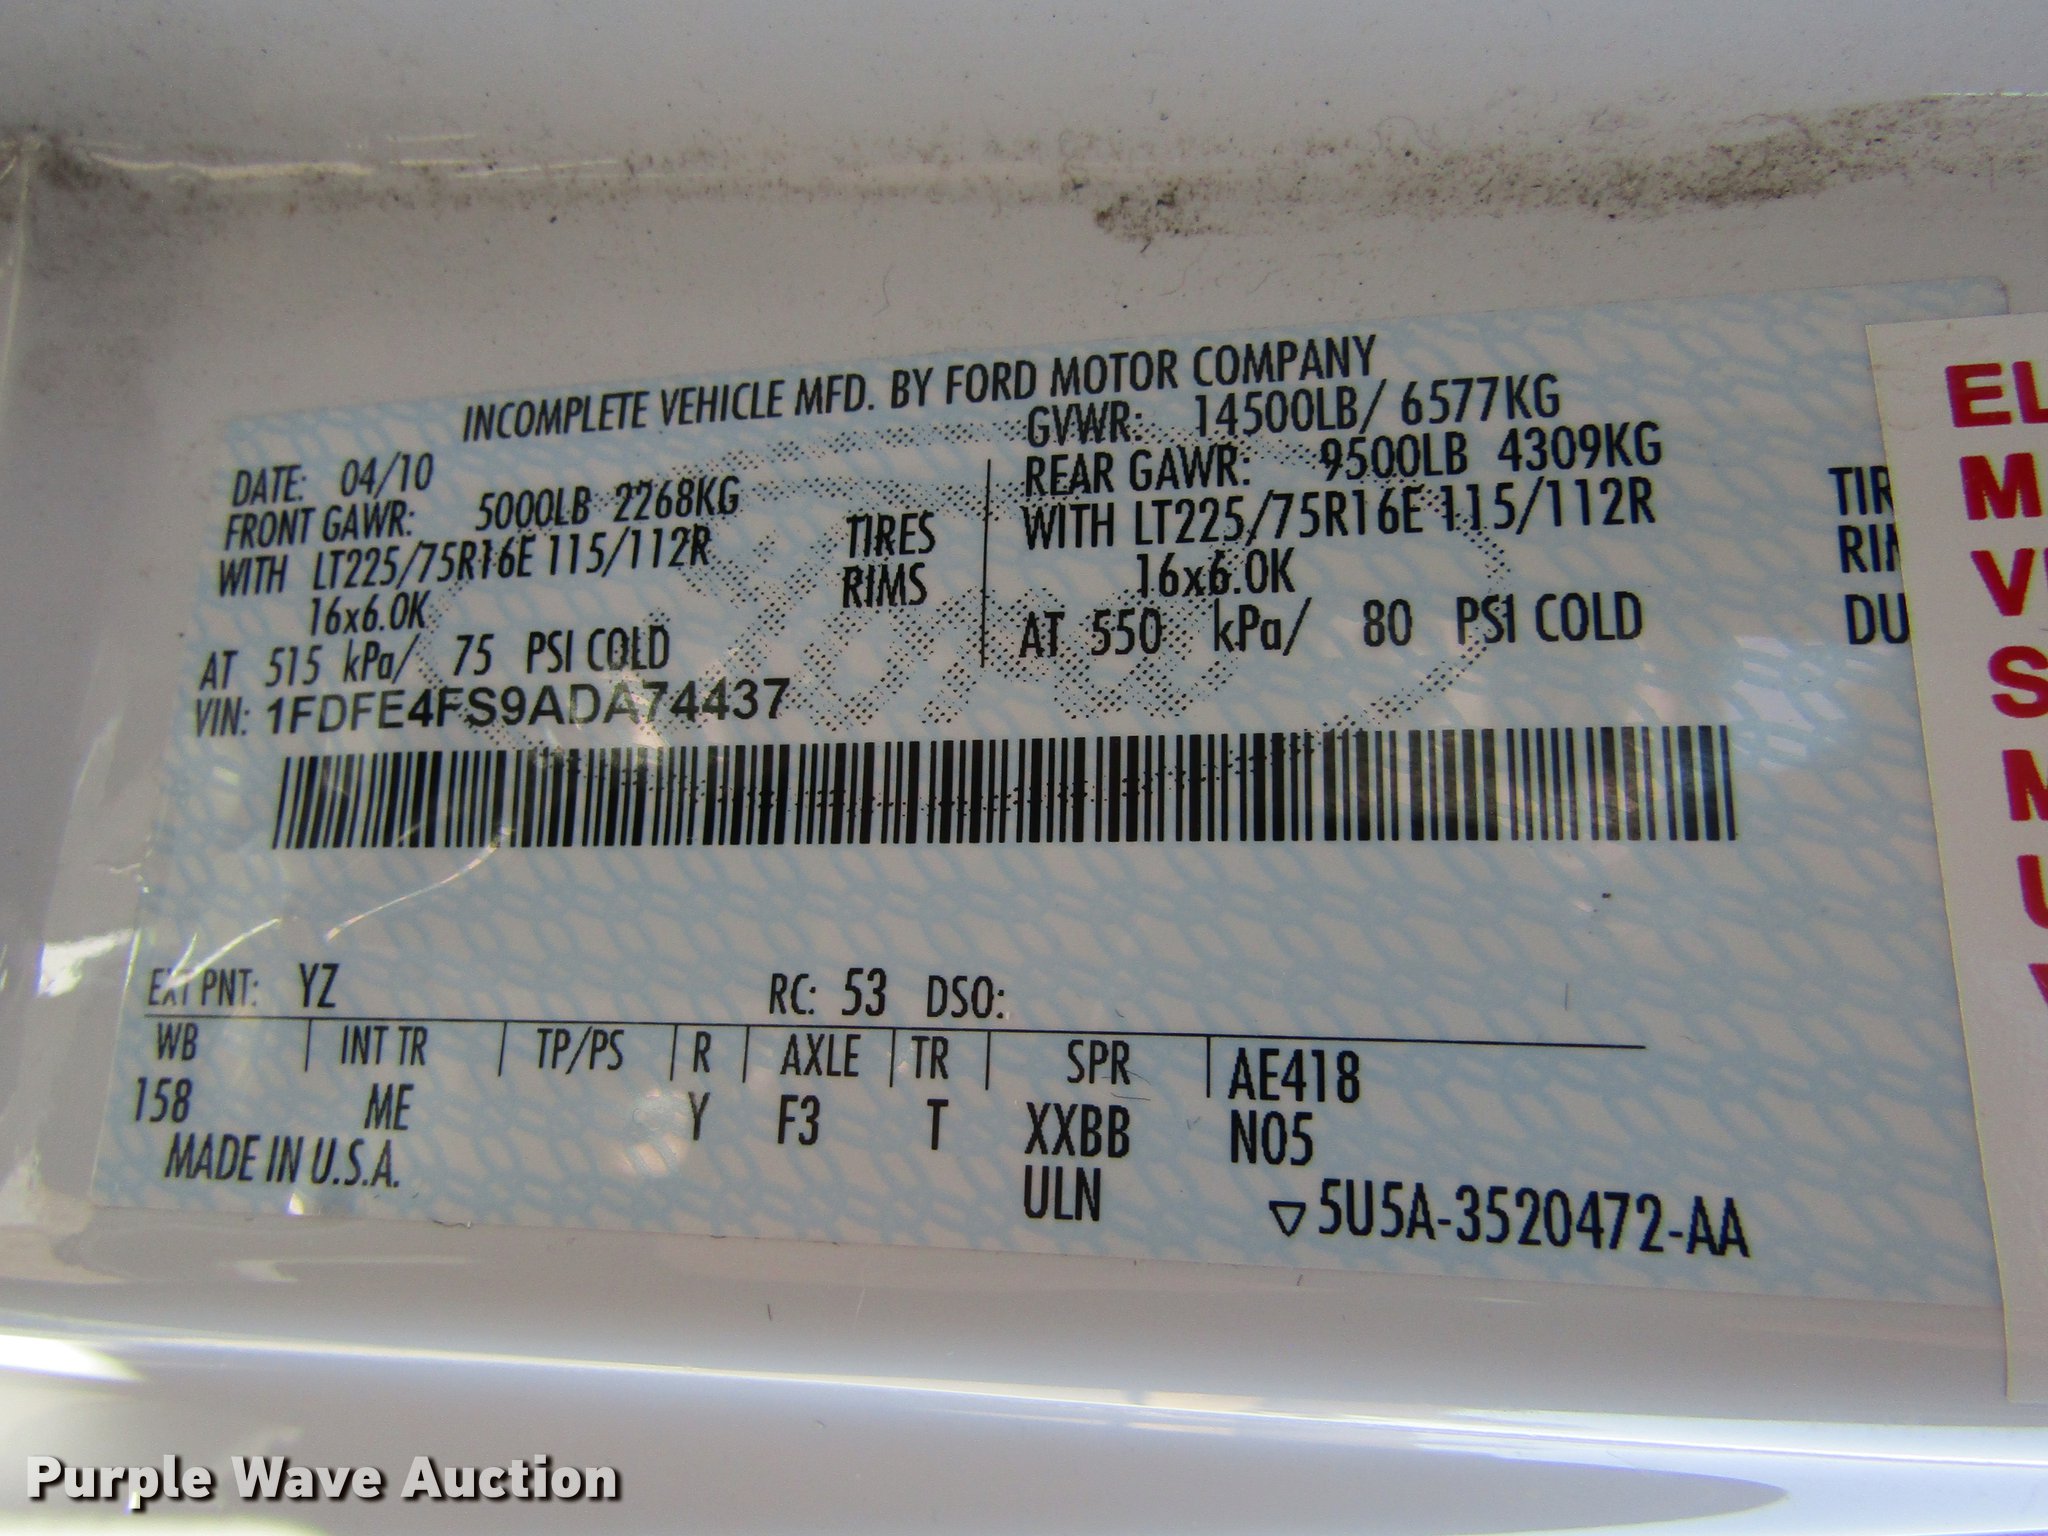 INCOMPLETE VEHICLE MFD. BY FORD MOTOR COMPANY
DATE: 04/10 GVWR: 14500LB/ 6577KG
FRONT GAWR: 5000LB 2268KG REAR GAWR: 9500LB 4309KG
WITH LT225/75R16E 115/112R TIRES WITH LT225/75R16E 115/112R TIR
16x6.0K RIMS 16x6.0K RIM
AT 515 kPa/ 75 PSI COLD AT 550 kPa/ 80 PSI COLD DU
VIN: 1FDFE4FS9ADA74437
EXT PNT: YZ RC: 53 DSO:
WB INT TR TP/PS R AXLE TR SPR AE418
158 ME Y F3 T XXBB N05
MADE IN U.S.A. ULN
5U5A-3520472-AA
EL
M
S
M
Purple Wave Auction